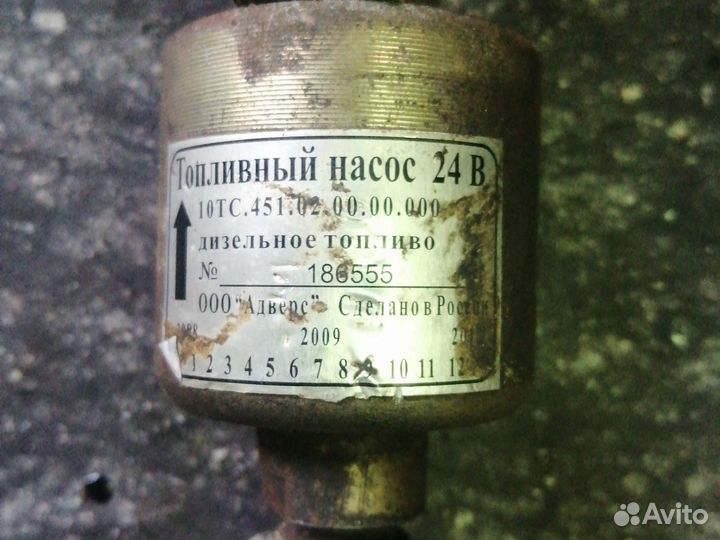 Топливный насос 24 В
10ТС.451.02.00.00.000
дизельное топливо
№ 186555
ООО "Адверс" Сделано в России
2009
1 2 3 4 5 6 7 8 9 10 11 12
Avito